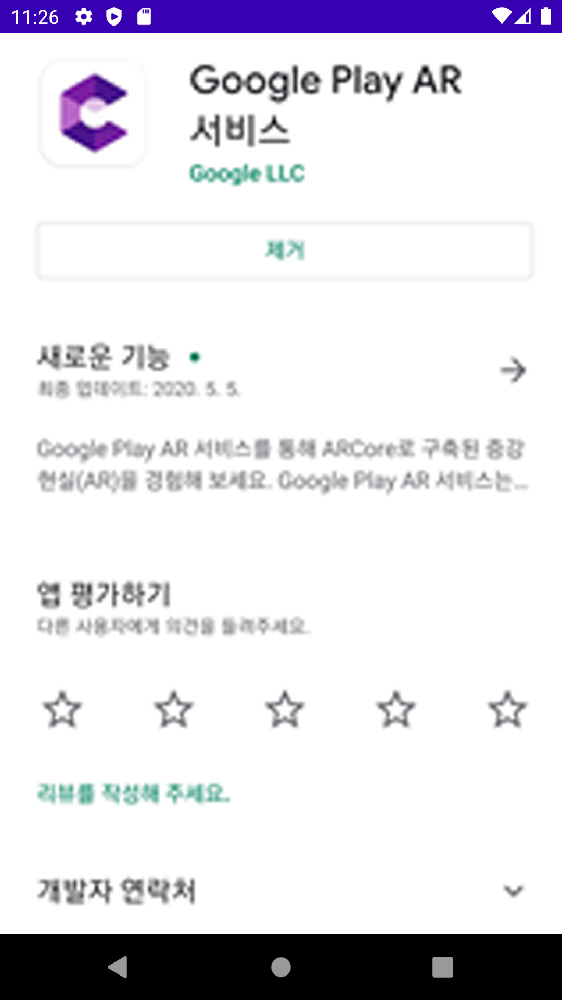 11:26
Google Play AR
서비스
Google LLC
제거
새로운 기능
최종 업데이트: 2020. 5. 5.
Google Play AR 서비스를 통해 ARCore로 구축된 증강
현실(AR)을 경험해 보세요. Google Play AR 서비스는...
앱 평가하기
다른 사용자에게 의견을 들려주세요.
리뷰를 작성해 주세요.
개발자 연락처